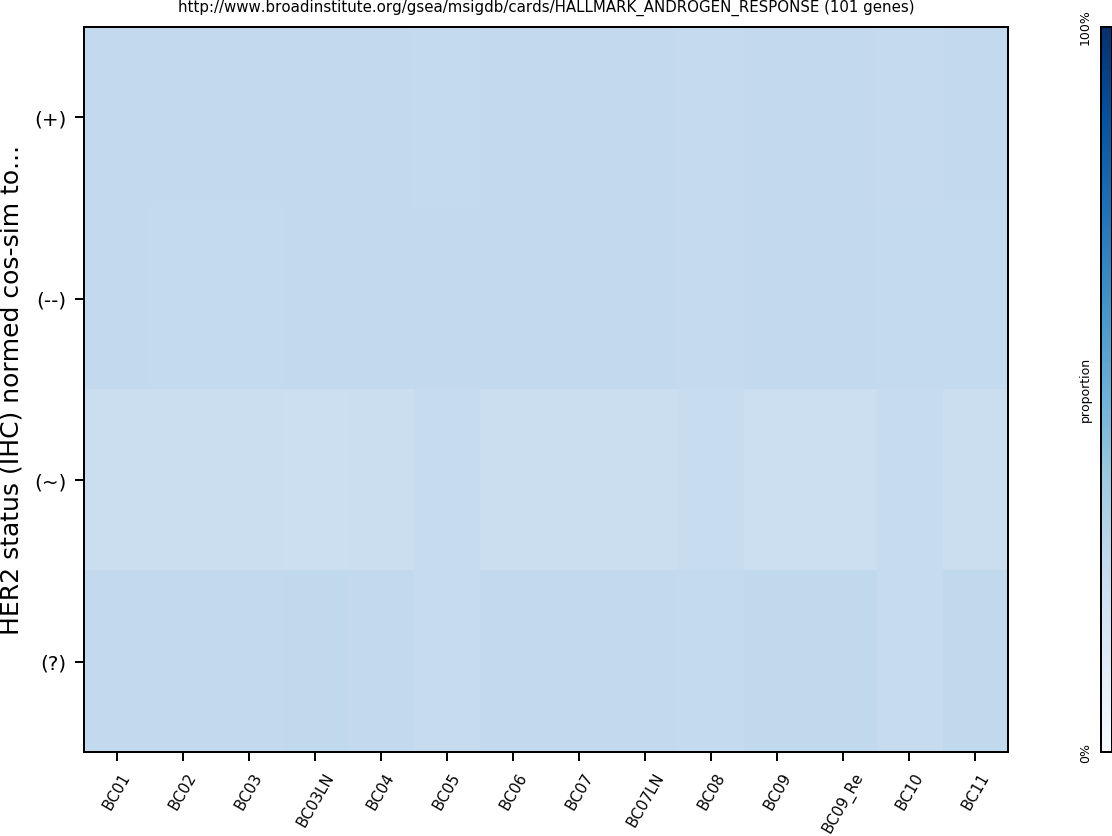 http://www.broadinstitute.org/gsea/msigdb/cards/HALLMARK_ANDROGEN_RESPONSE (101 genes)
HER2 status (IHC) normed cos-sim to...
(+)
(--)
(~)
(?)
BC01
BC02
BC03
BC03LN
BC04
BC05
BC06
BC07
BC07LN
BC08
BC09
BC09_Re
BC10
BC11
100%
proportion
0%